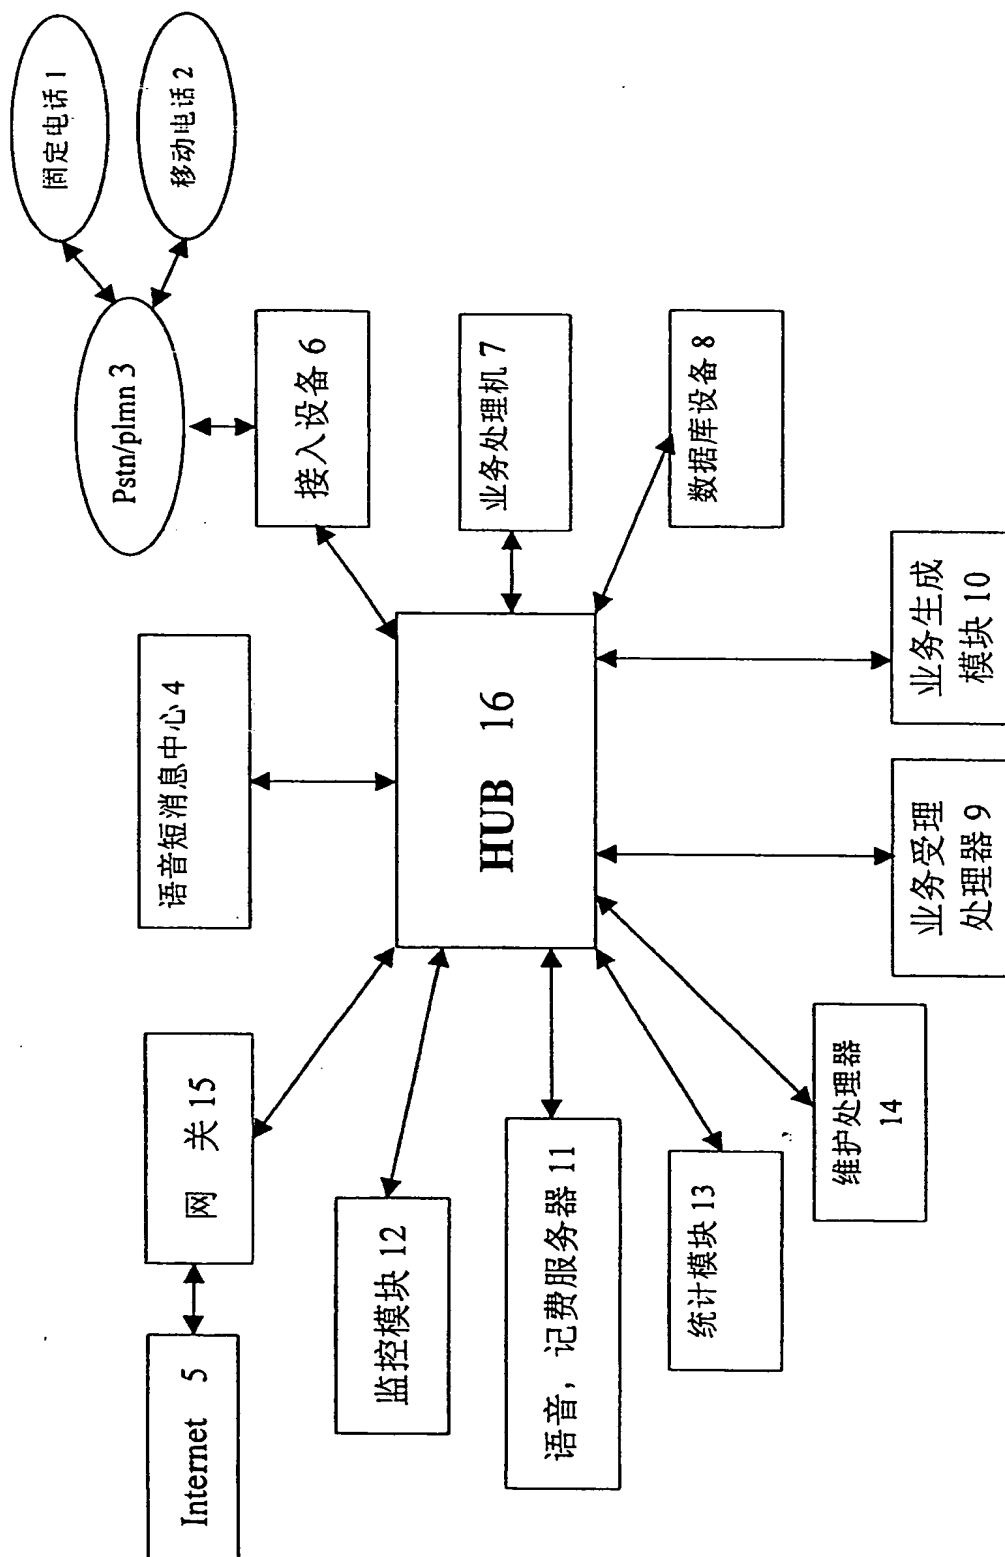 固定电话 1
Pstn/plmn 3
移动电话 2
Internet 5
网 关 15
语音短消息中心 4
接入设备 6
监控模块 12
HUB 16
业务处理机 7
语音，记费服务器 11
统计模块 13
数据库设备 8
维护处理器
14
业务受理
处理器 9
业务生成
模块 10